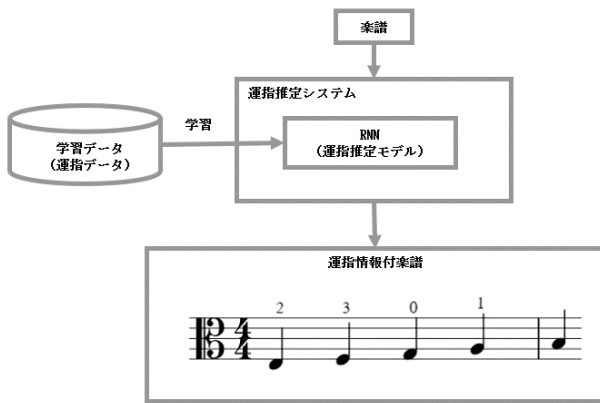 楽譜
運指推定システム
学習
RNN
（運指推定モデル）
学習データ
（運指データ）
運指情報付楽譜
2 3 0 1
4
4